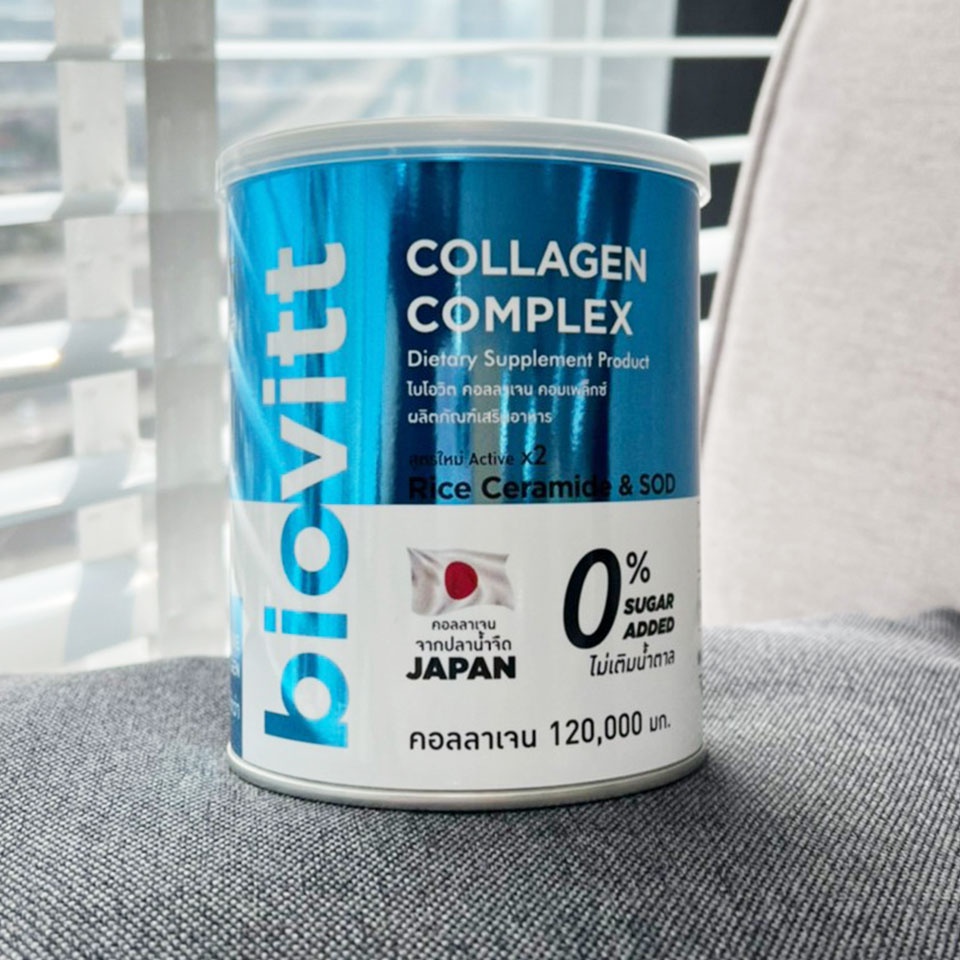 biovitt
COLLAGEN
COMPLEX
Dietary Supplement Product
ไบโอวิต คอลลาเจน คอมเพล็กซ์
ผลิตภัณฑ์เสริมอาหาร
สูตรใหม่ Active x2
Rice Ceramide & SOD
คอลลาเจน
จากปลาน้ำจืด
JAPAN
0%
SUGAR
ADDED
ไม่เติมน้ำตาล
คอลลาเจน 120,000 มก.